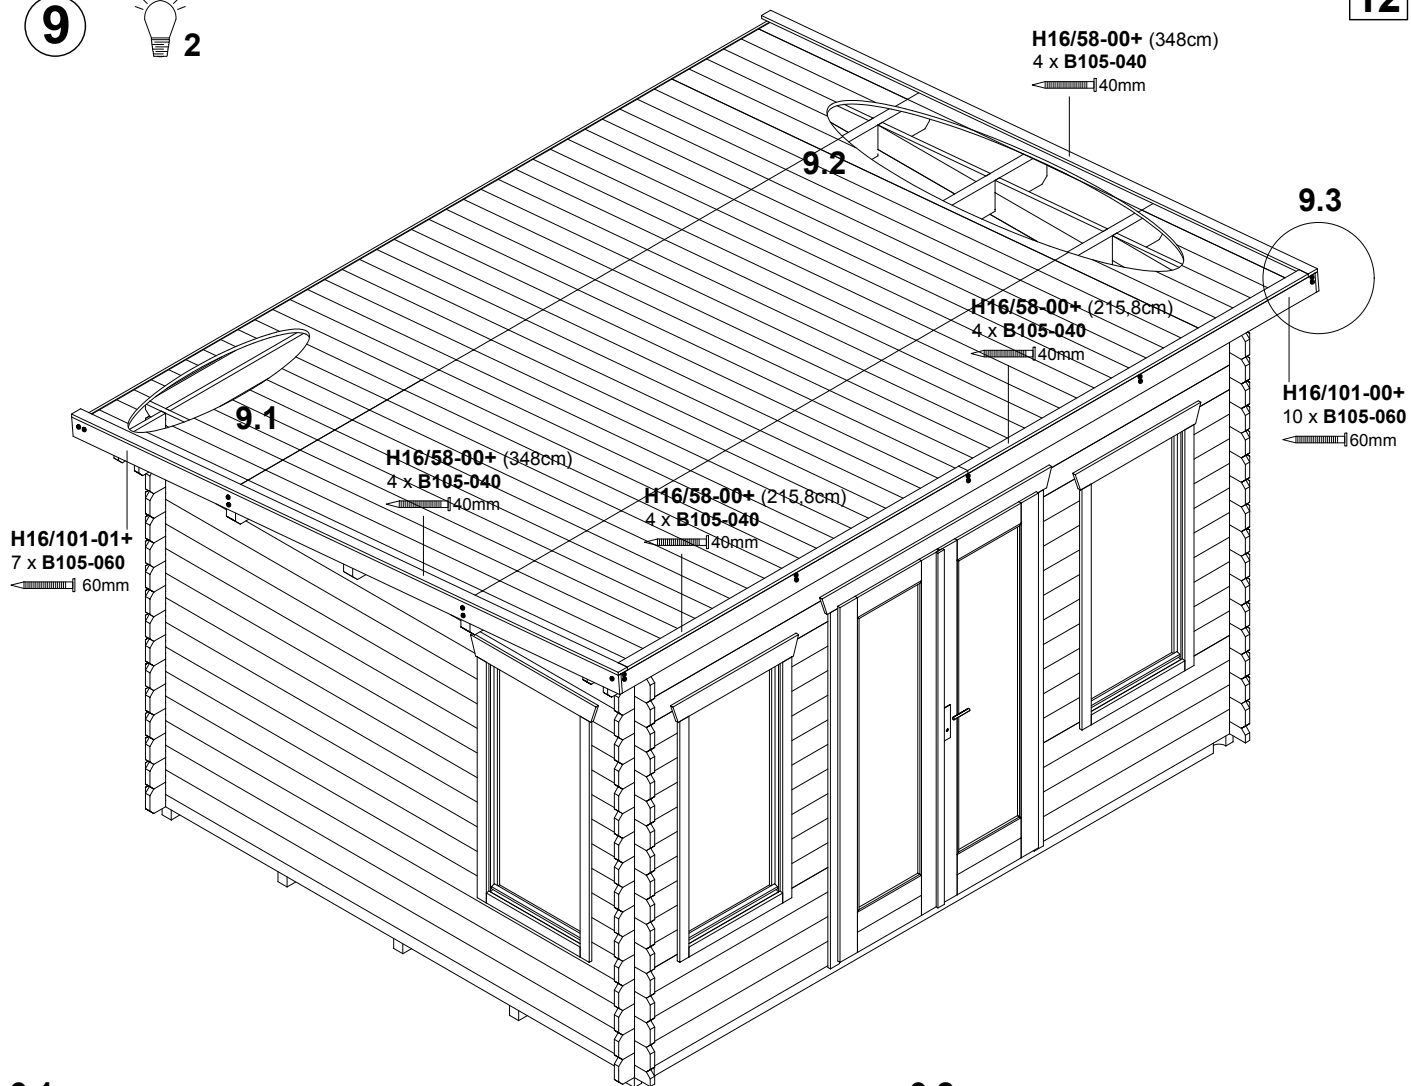 9
2
12
H16/58-00+ (348cm)
4 x B105-040
40mm
9.2
9.3
H16/58-00+ (215,8cm)
4 x B105-040
40mm
H16/101-00+
10 x B105-060
60mm
9.1
H16/58-00+ (348cm)
4 x B105-040
40mm
H16/58-00+ (215,8cm)
4 x B105-040
40mm
H16/101-01+
7 x B105-060
60mm